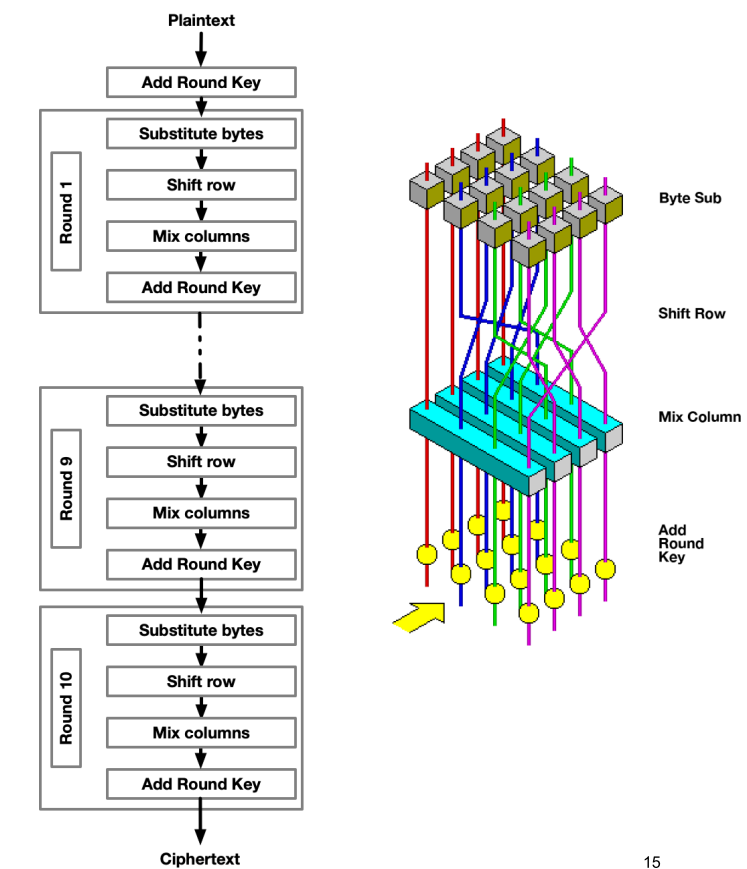 Plaintext
Add Round Key
Round 1
Substitute bytes
Shift row
Mix columns
Add Round Key
Round 9
Substitute bytes
Shift row
Mix columns
Add Round Key
Round 10
Substitute bytes
Shift row
Mix columns
Add Round Key
Ciphertext
Byte Sub
Shift Row
Mix Column
Add
Round
Key
15